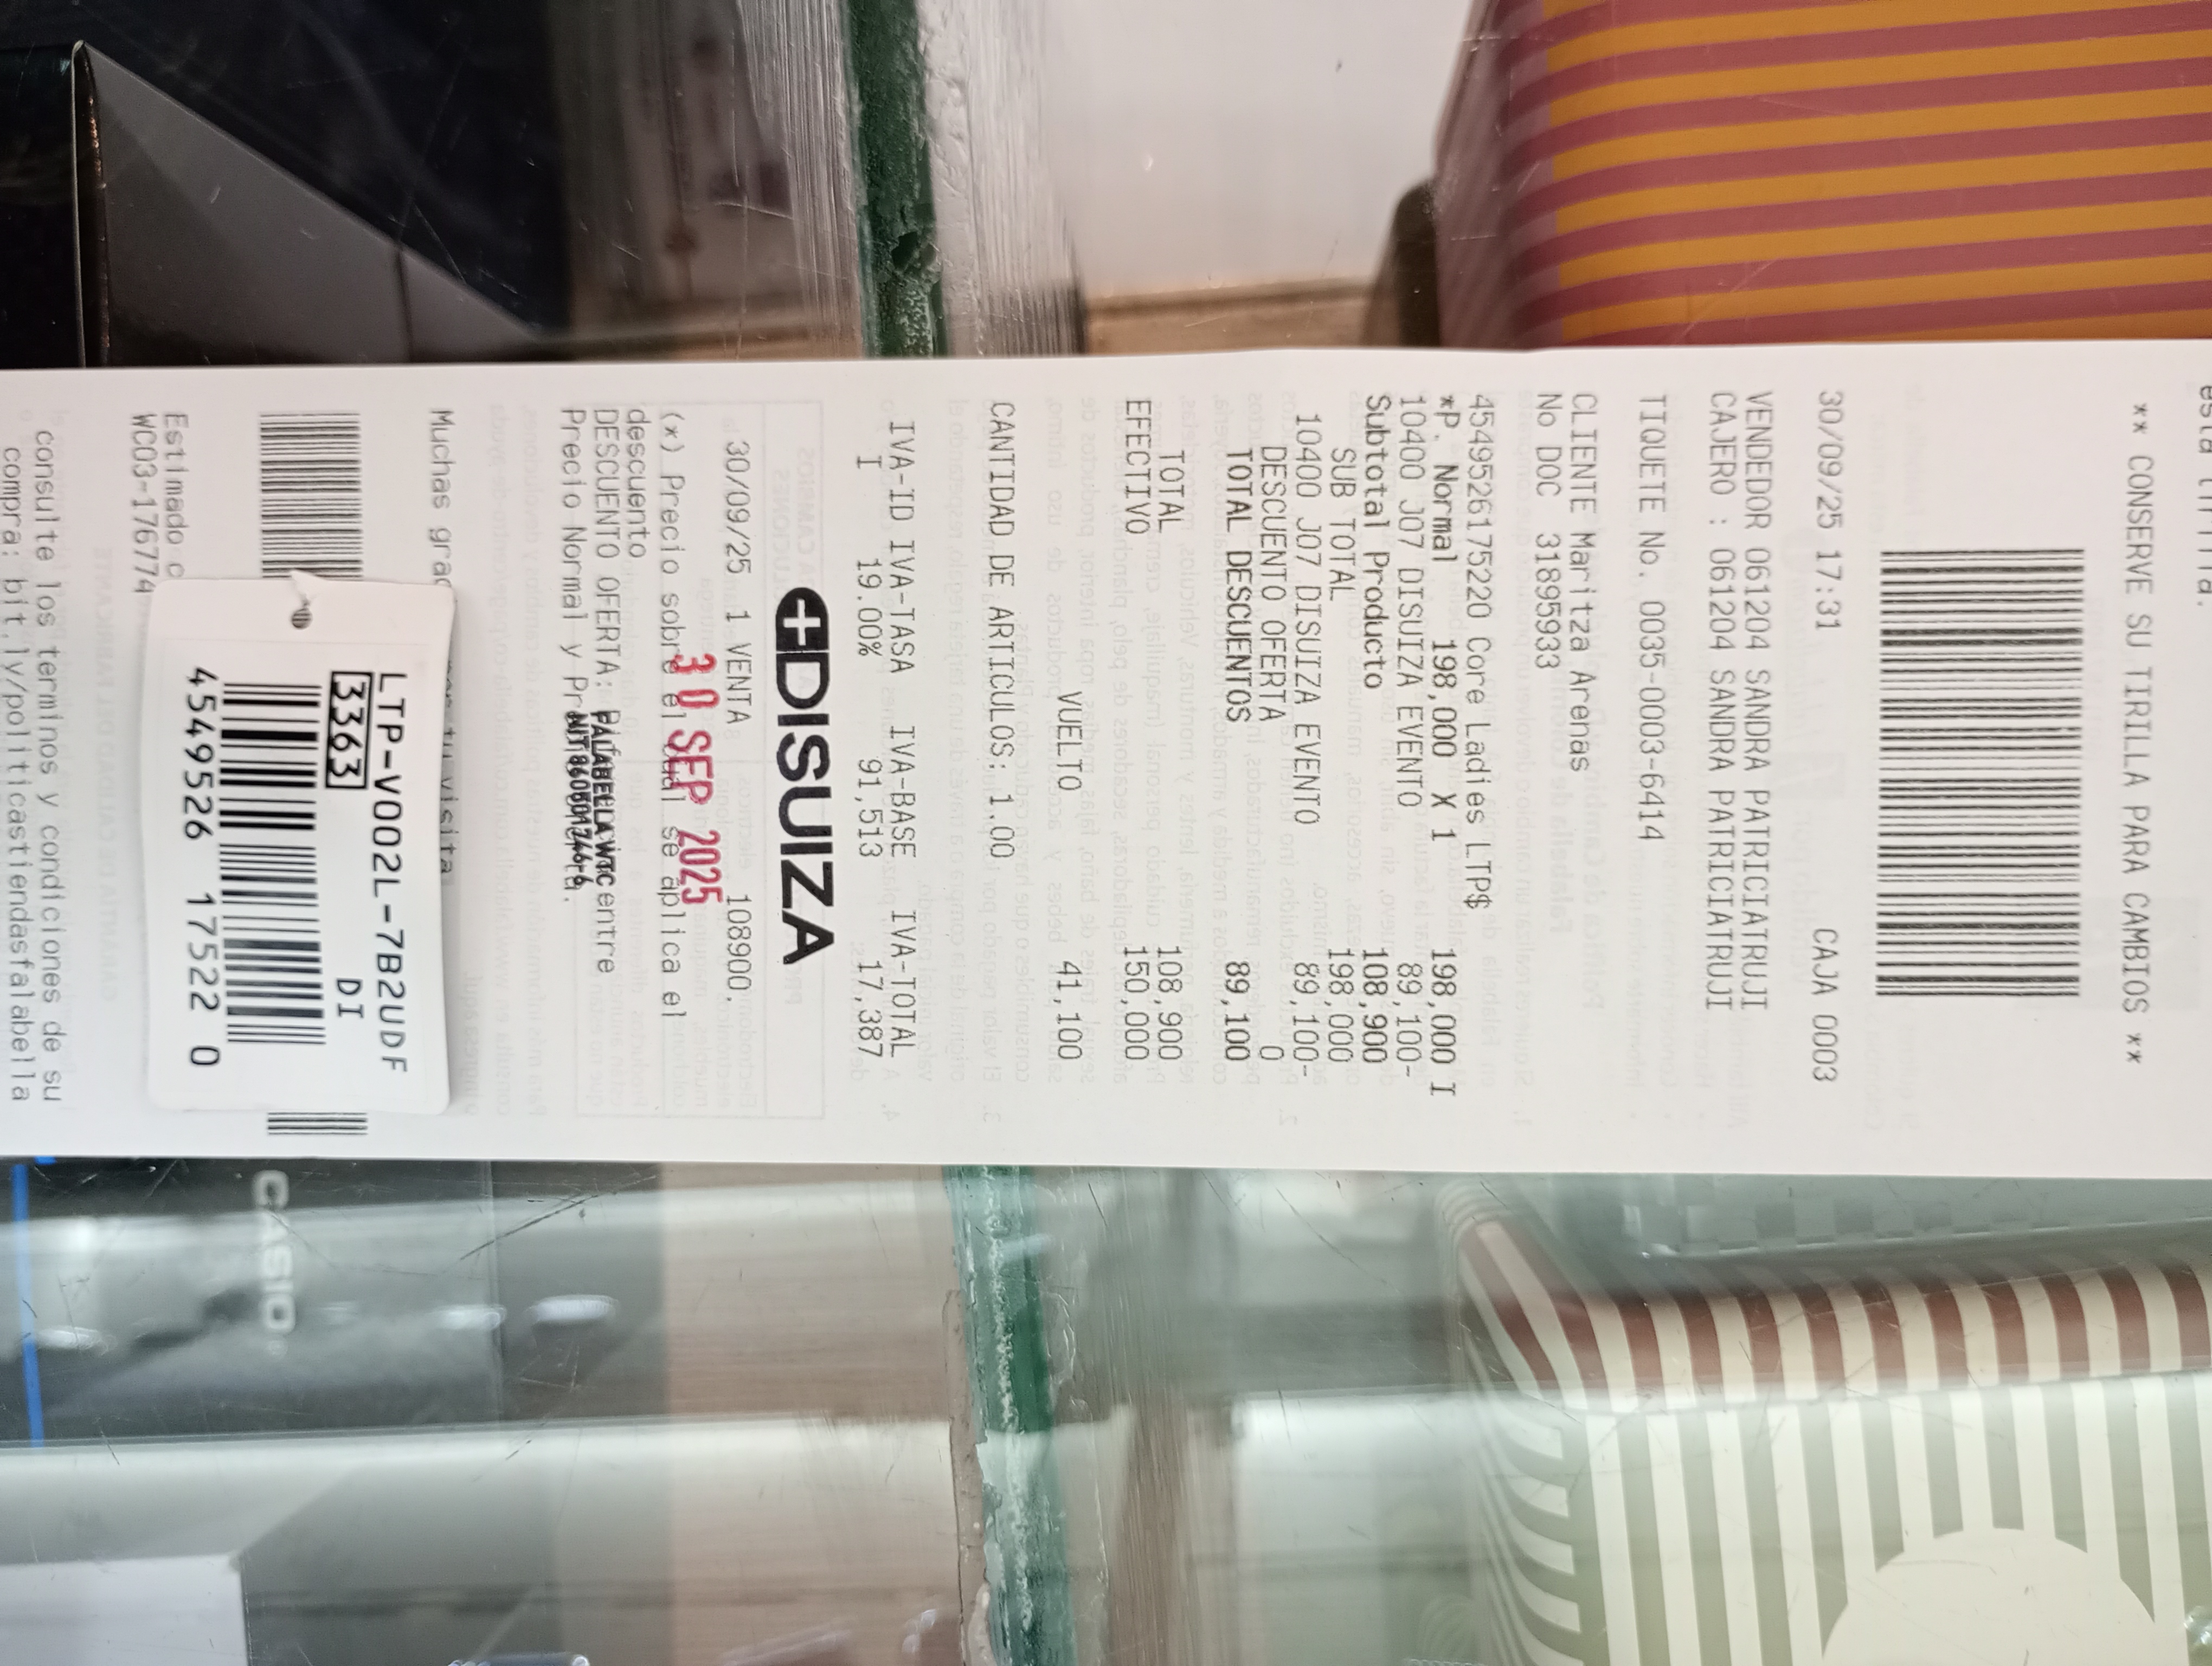 esta tirilla.
** CONSERVE SU TIRILLA PARA CAMBIOS **
30/09/25 17:31 CAJA 0003
VENDEDOR 061204 SANDRA PATRICIATRUJI
CAJERO : 061204 SANDRA PATRICIATRUJI
TIQUETE No. 0035-0003-6414
CLIENTE Maritza Arenas
No DOC 31895933
4549526175220 Core Ladies LTP$ 198,000 I
*P. Normal 198,000 X 1
10400 J07 DISUIZA EVENTO 89,100-
Subtotal Producto 108,900
SUB TOTAL 198,000
10400 J07 DISUIZA EVENTO 89,100-
DESCUENTO OFERTA 0
TOTAL DESCUENTOS 89,100
TOTAL 108,900
EFECTIVO 150,000
VUELTO 41,100
CANTIDAD DE ARTICULOS: 1.00
IVA-ID IVA-TASA IVA-BASE IVA-TOTAL
I 19.00% 91,513 17,387
DISUIZA
30/09/25 1 VENTA 108900.
30 SEP 2025
(*) Precio sobre el cual se aplica el
descuento.
DESCUENTO OFERTA: entre
FALABELLA WTC
Precio Normal y
Muchas tu visita
LTP-V002L-7B2UDF
DI
3363
4549526 17522 0
Estimado
WC03-176774
consulte los terminos y condiciones de su
compra: bit.ly/politicastiendasfalabella
CASIO